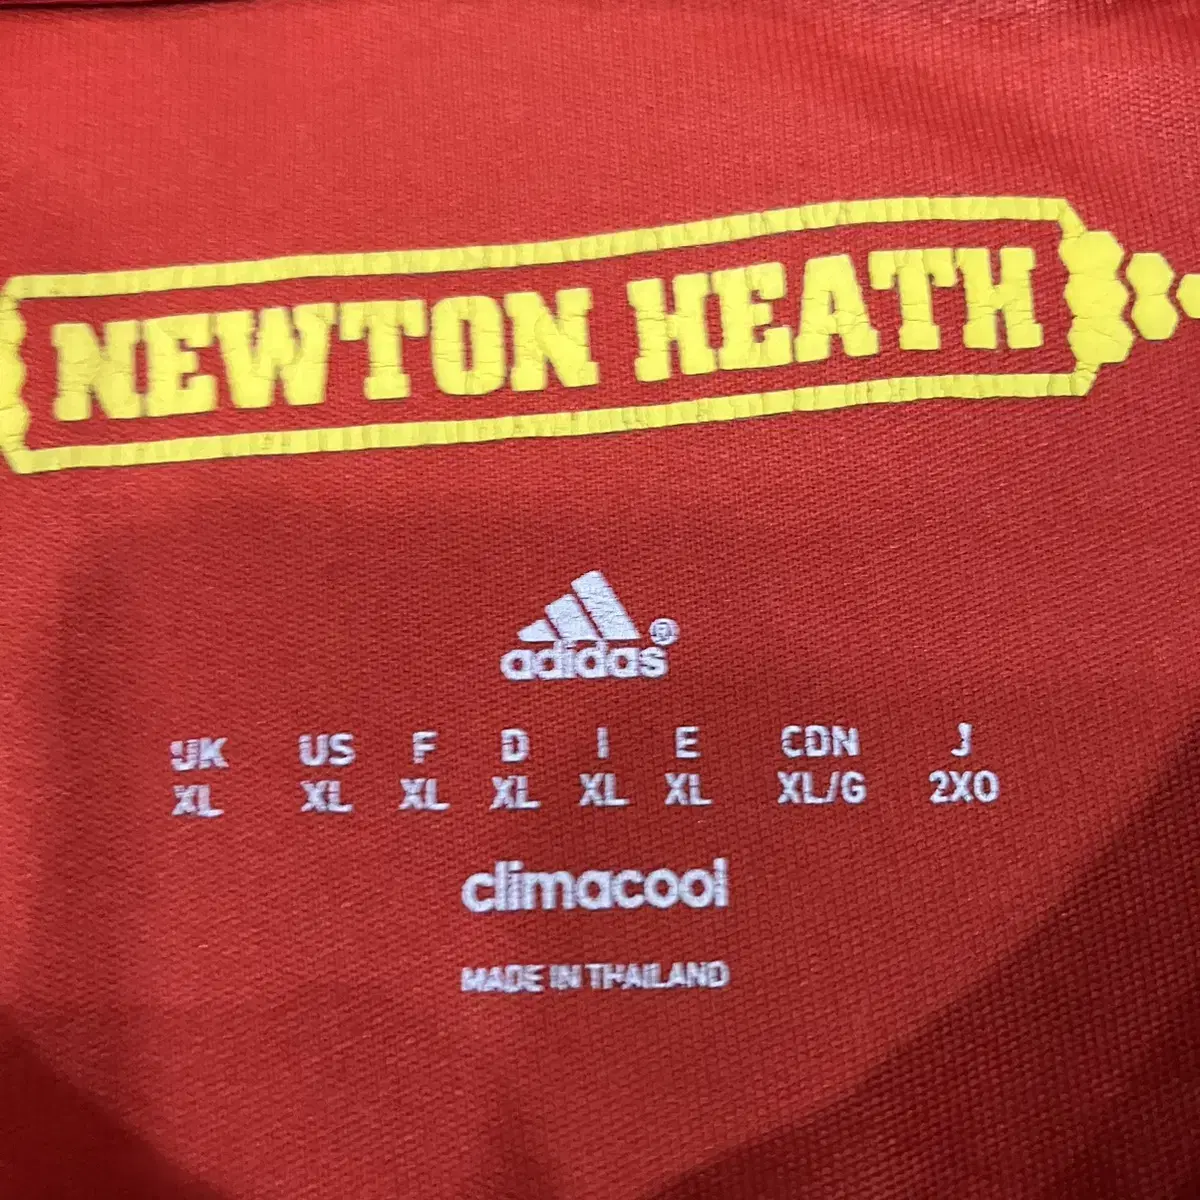 NEWTON HEATH
adidas®
UK US F D I E CDN J
XL XL XL XL XL XL XL/G 2XO
climacool
MADE IN THAILAND